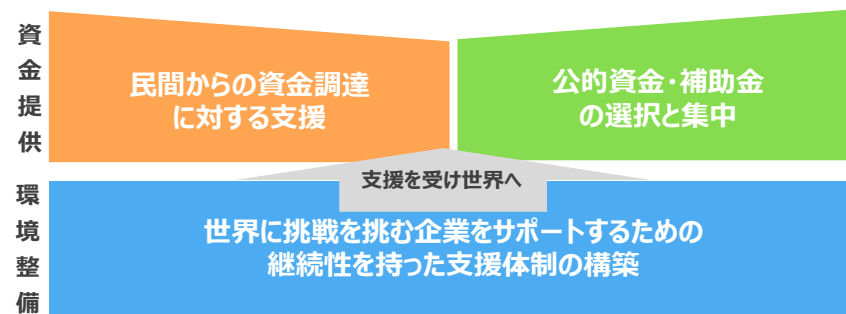 資金提供
民間からの資金調達
に対する支援
公的資金・補助金
の選択と集中
支援を受け世界へ
環境整備
世界に挑戦を挑む企業をサポートするための
継続性を持った支援体制の構築